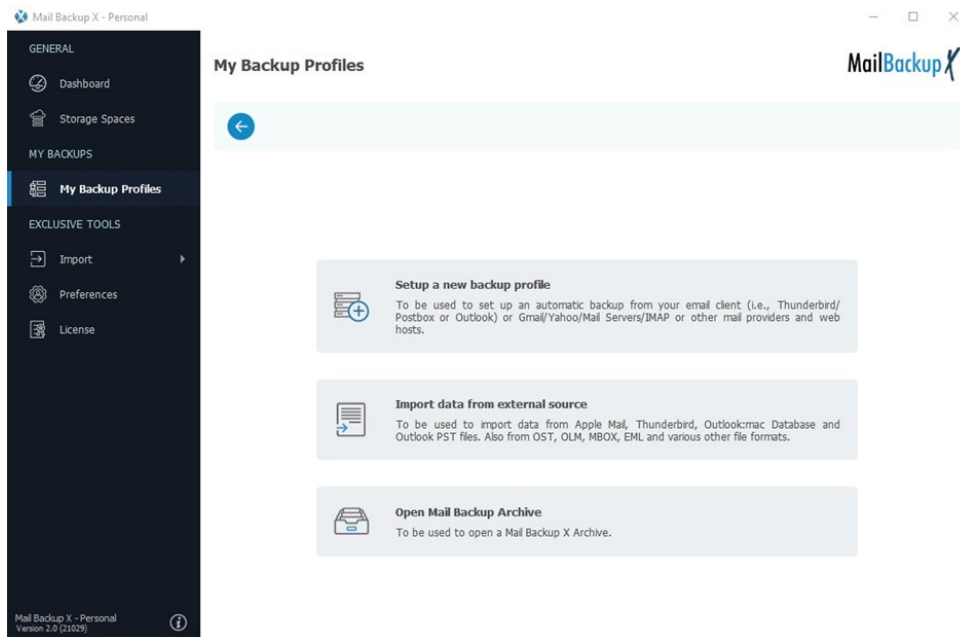 Mail Backup X - Personal
GENERAL
Dashboard
Storage Spaces
MY BACKUPS
My Backup Profiles
EXCLUSIVE TOOLS
Import
Preferences
License
Mail Backup X - Personal
Version 2.0 (21029)
My Backup Profiles
MailBackup X
Setup a new backup profile
To be used to set up an automatic backup from your email client (i.e., Thunderbird/
Postbox or Outlook) or Gmail/Yahoo/Mail Servers/IMAP or other mail providers and web
hosts.
Import data from external source
To be used to import data from Apple Mail, Thunderbird, Outlook:mac Database and
Outlook PST files. Also from OST, OLM, MBOX, EML and various other file formats.
Open Mail Backup Archive
To be used to open a Mail Backup X Archive.